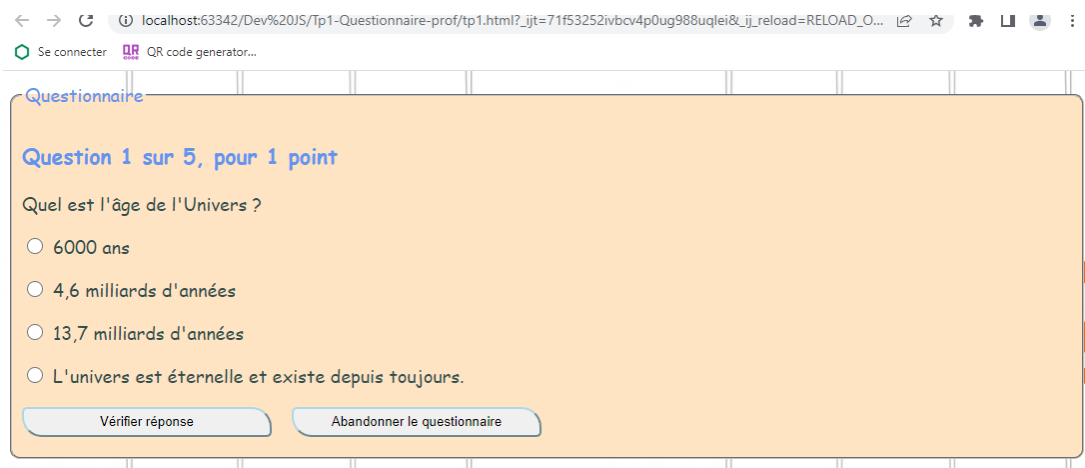 localhost:63342/Dev%20JS/Tp1-Questionnaire-prof/tp1.html?_ijt=71f53252ivbcv4p0ug988uqlei&_ij_reload=RELOAD_O...
Se connecter QR CODE QR code generator...
Questionnaire
Question 1 sur 5, pour 1 point
Quel est l'âge de l'Univers ?
6000 ans
4,6 milliards d'années
13,7 milliards d'années
L'univers est éternelle et existe depuis toujours.
Vérifier réponse Abandonner le questionnaire